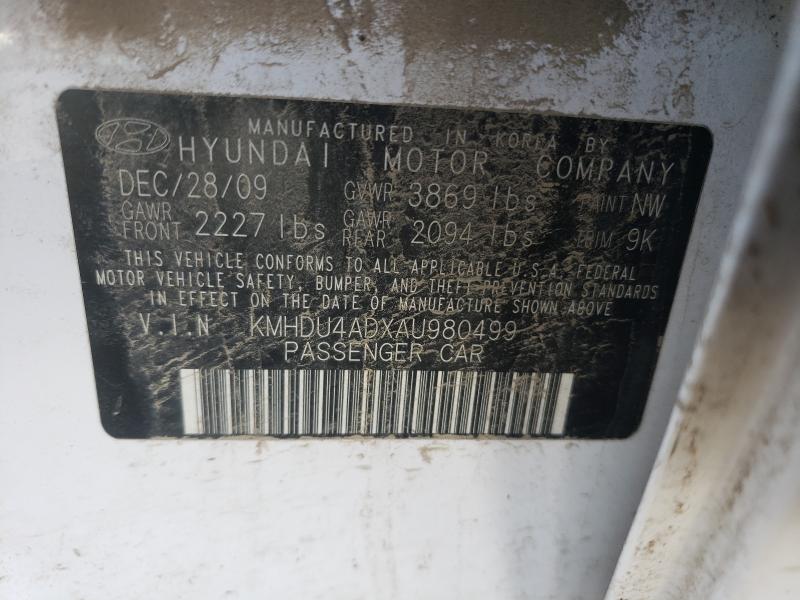 MANUFACTURED IN KOREA BY
HYUNDAI MOTOR COMPANY
DEC/28/09 GVWR 3869 lbs PAINT NW
GAWR FRONT 2227 lbs GAWR REAR 2094 lbs TRIM 9K
THIS VEHICLE CONFORMS TO ALL APPLICABLE U.S.A. FEDERAL
MOTOR VEHICLE SAFETY, BUMPER, AND THEFT PREVENTION STANDARDS
IN EFFECT ON THE DATE OF MANUFACTURE SHOWN ABOVE
V.I.N KMHDU4ADXAU980499
PASSENGER CAR